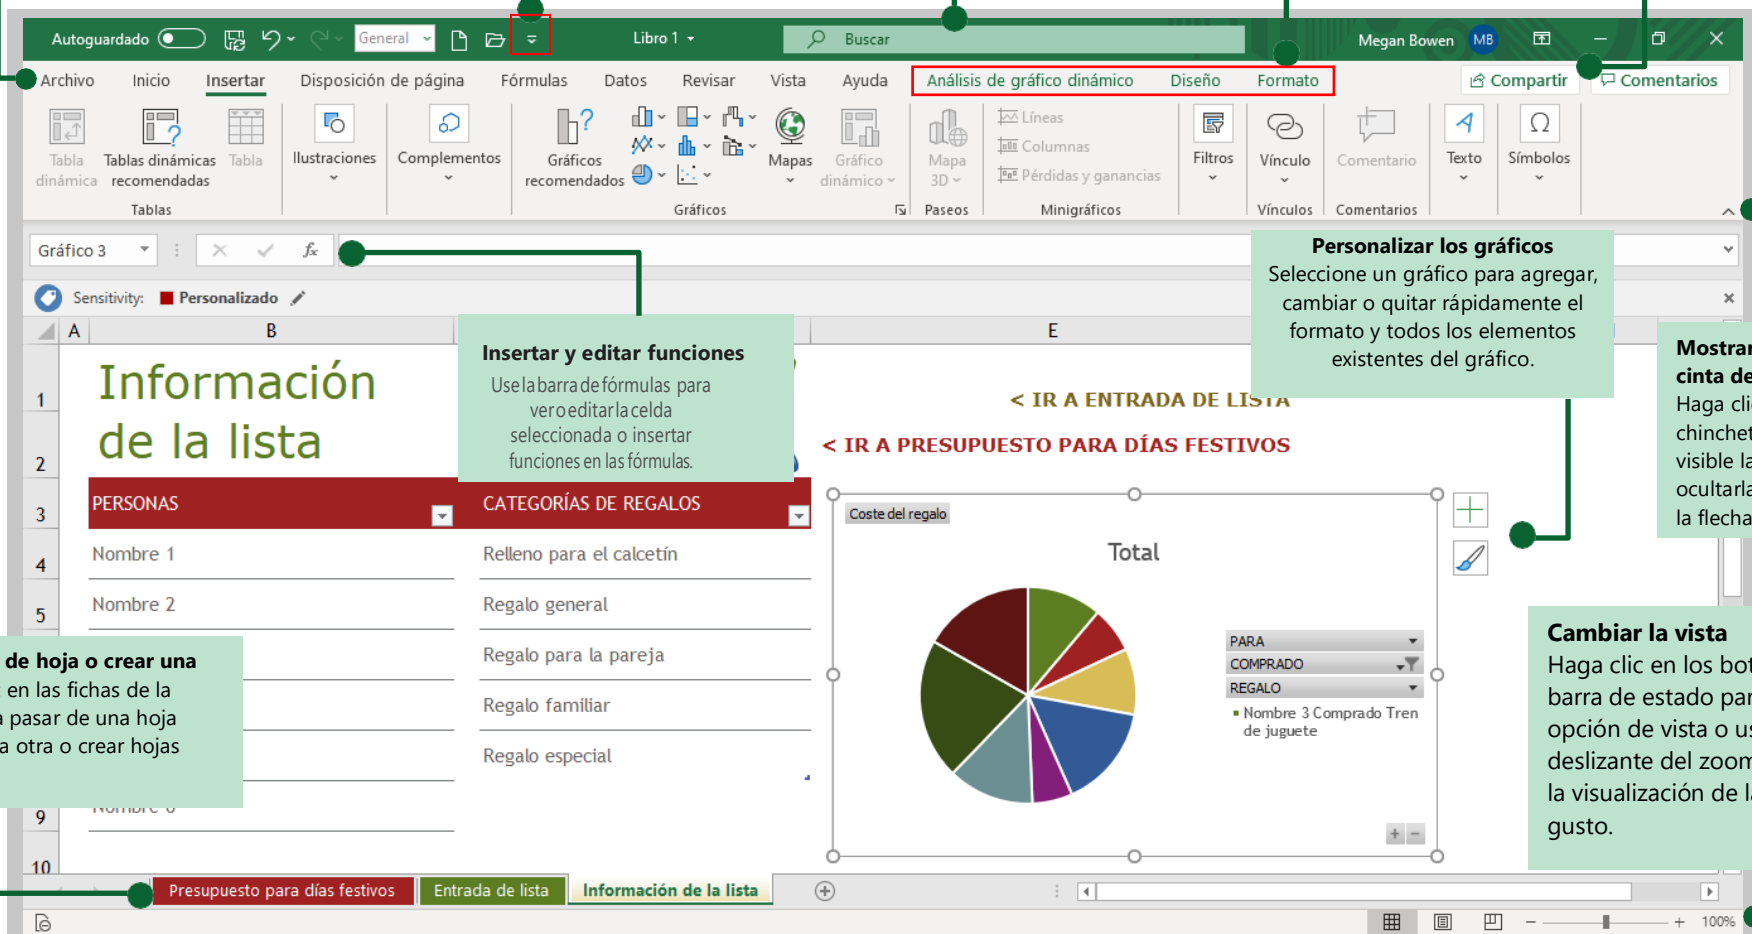 Autoguardado
General
Libro 1
Buscar
Megan Bowen MB
Archivo Inicio Insertar Disposición de página Fórmulas Datos Revisar Vista Ayuda Análisis de gráfico dinámico Diseño Formato Compartir Comentarios
Tabla dinámica
Tablas dinámicas recomendadas
Tabla
Ilustraciones
Complementos
Gráficos recomendados
Mapas
Gráfico dinámico
Mapa 3D
Líneas
Columnas
Pérdidas y ganancias
Filtros
Vínculo
Comentario
Texto
Símbolos
Tablas Gráficos Paseos Minigráficos Vínculos Comentarios
Gráfico 3
fx
Sensitivity: Personalizado
A B E
Personalizar los gráficos
Seleccione un gráfico para agregar,
cambiar o quitar rápidamente el
formato y todos los elementos
existentes del gráfico.
Insertar y editar funciones
Use la barra de fórmulas para
ver o editar la celda
seleccionada o insertar
funciones en las fórmulas.
Mostrar
cinta de
Haga clic
chincheta
visible la
ocultarla
la flecha
1
Información
2
de la lista
< IR A ENTRADA DE LISTA
< IR A PRESUPUESTO PARA DÍAS FESTIVOS
3 PERSONAS CATEGORÍAS DE REGALOS
4 Nombre 1 Relleno para el calcetín
5 Nombre 2 Regalo general
Regalo para la pareja
Regalo familiar
Regalo especial
9
10
Coste del regalo
Total
PARA
COMPRADO
REGALO
Nombre 3 Comprado Tren
de juguete
de hoja o crear una
en las fichas de la
pasar de una hoja
a otra o crear hojas
Cambiar la vista
Haga clic en los bot
barra de estado par
opción de vista o us
deslizante del zoom
la visualización de la
gusto.
Presupuesto para días festivos Entrada de lista Información de la lista
100%